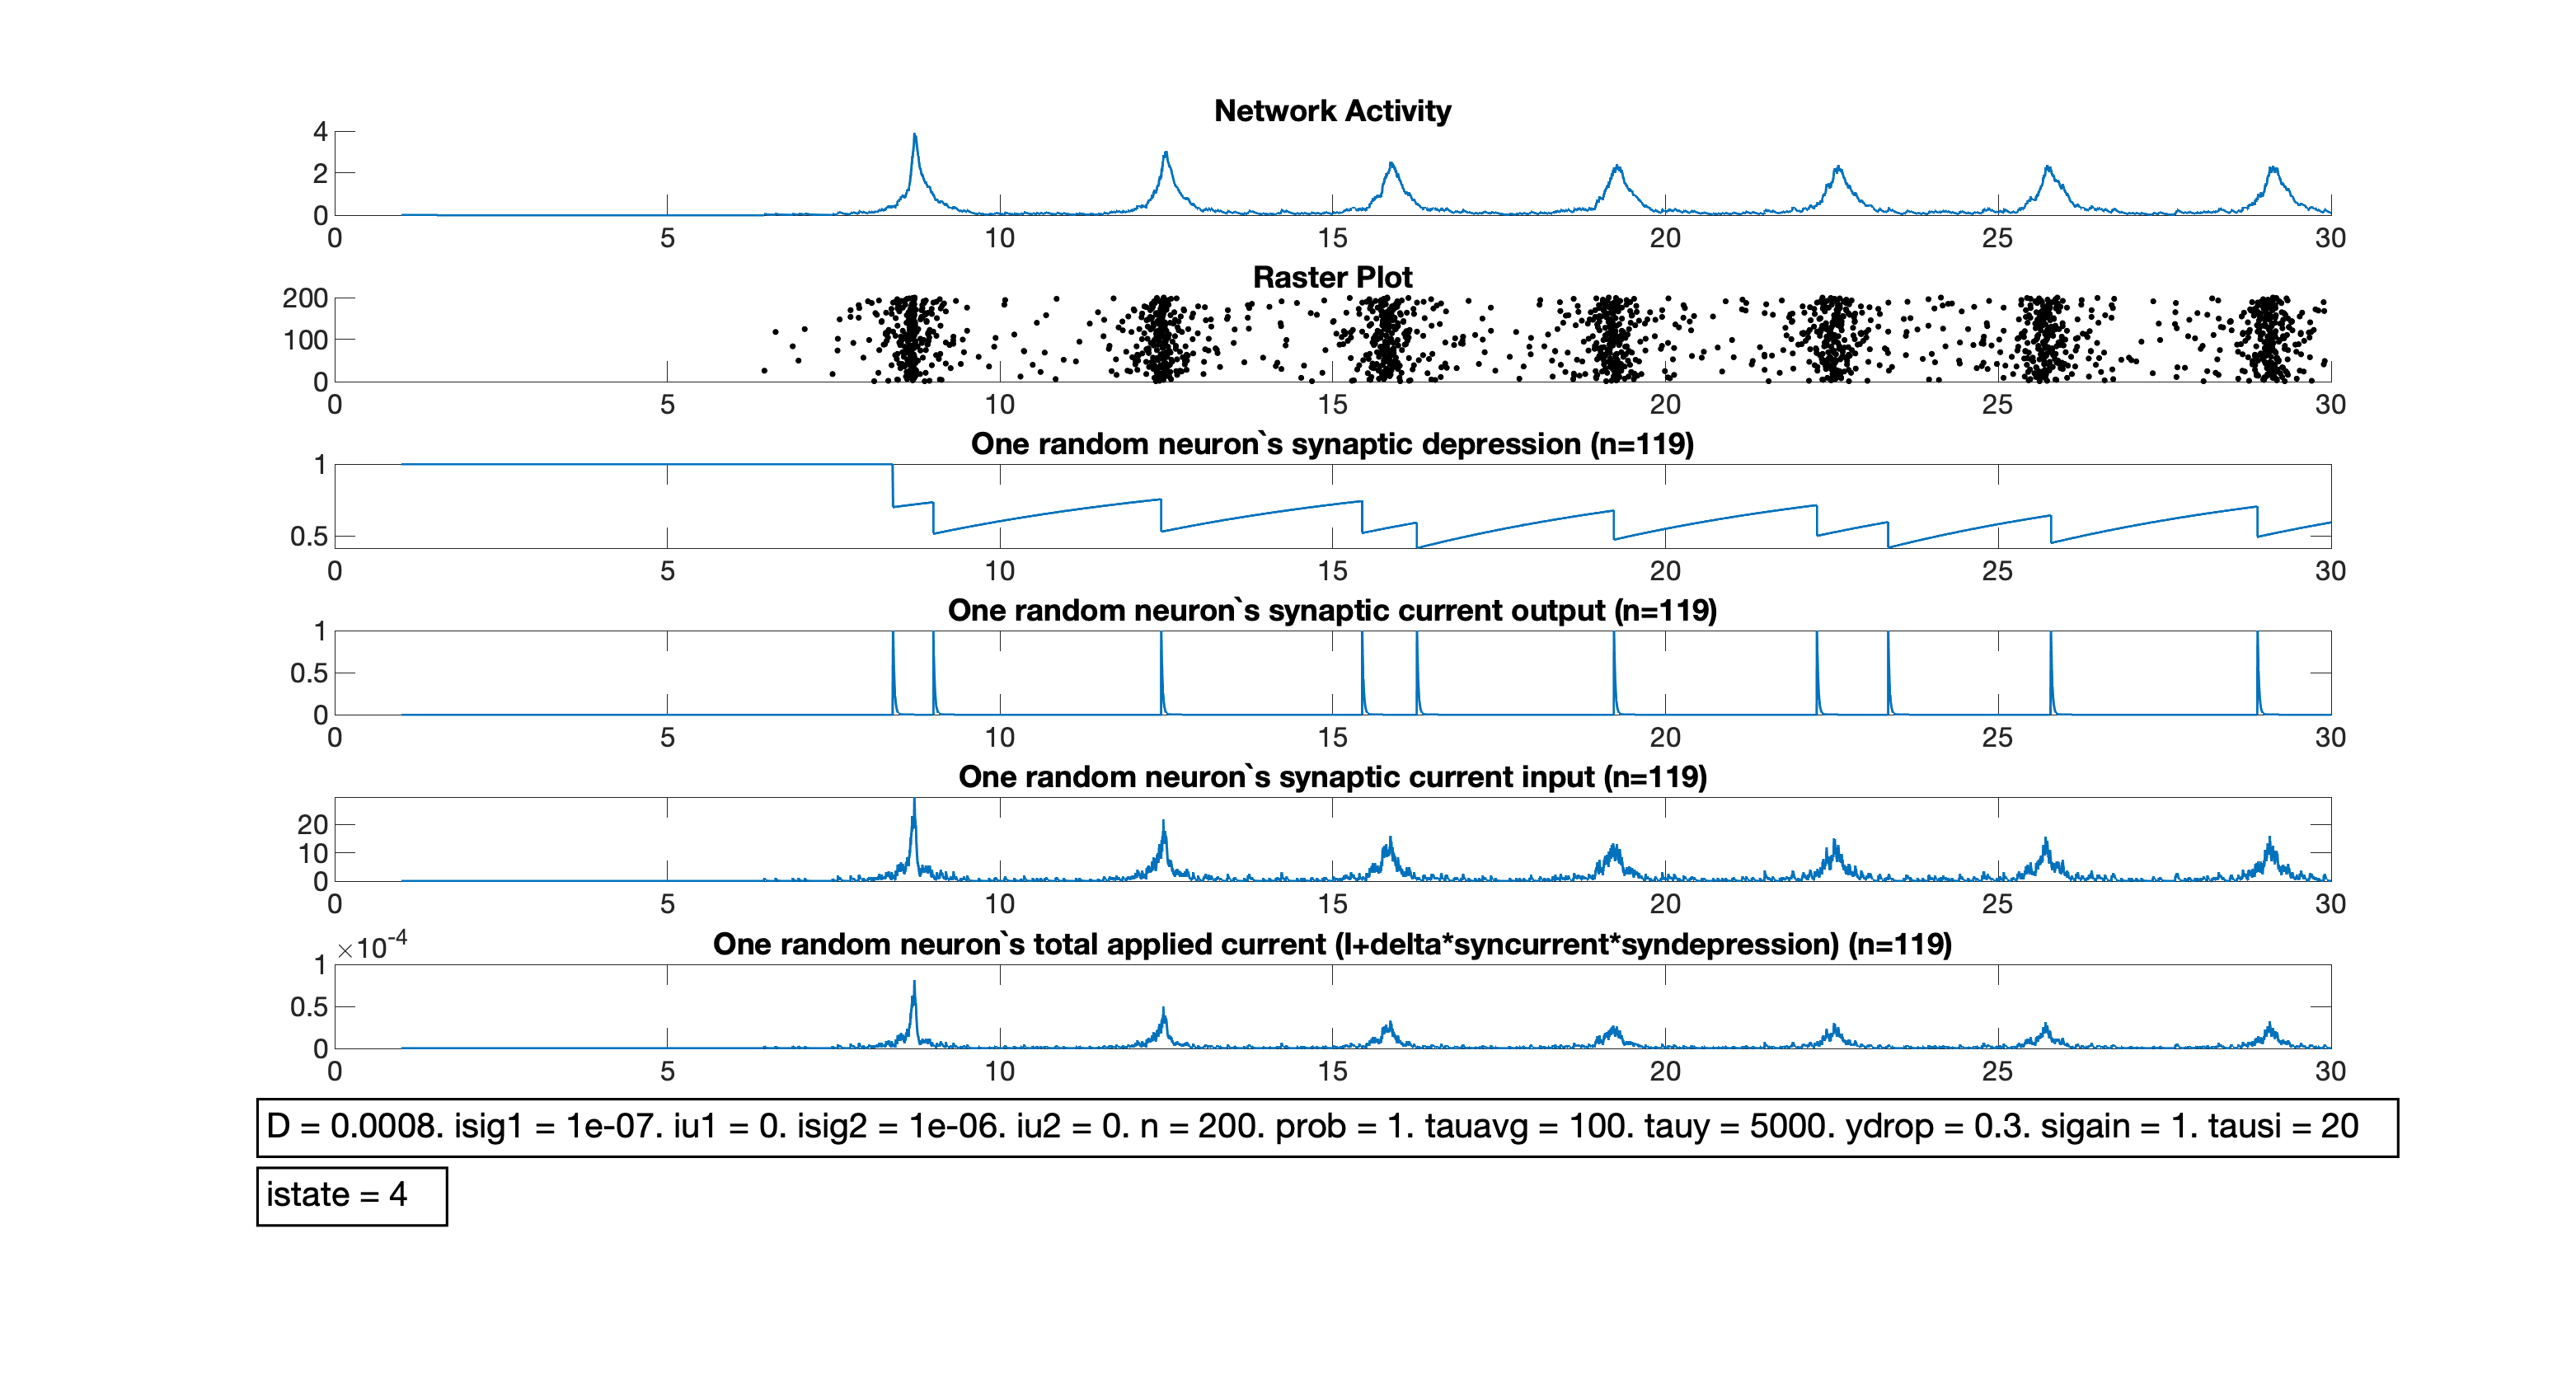 Network Activity
4
2
0
0 5 10 15 20 25 30
Raster Plot
200
100
0
0 5 10 15 20 25 30
One random neuron`s synaptic depression (n=119)
1
0.5
0 5 10 15 20 25 30
One random neuron`s synaptic current output (n=119)
1
0.5
0
0 5 10 15 20 25 30
One random neuron`s synaptic current input (n=119)
20
10
0
0 5 10 15 20 25 30
×10-4
One random neuron`s total applied current (I+delta*syncurrent*syndepression) (n=119)
1
0.5
0
0 5 10 15 20 25 30
D = 0.0008. isig1 = 1e-07. iu1 = 0. isig2 = 1e-06. iu2 = 0. n = 200. prob = 1. tauavg = 100. tauy = 5000. ydrop = 0.3. sigain = 1. tausi = 20
istate = 4